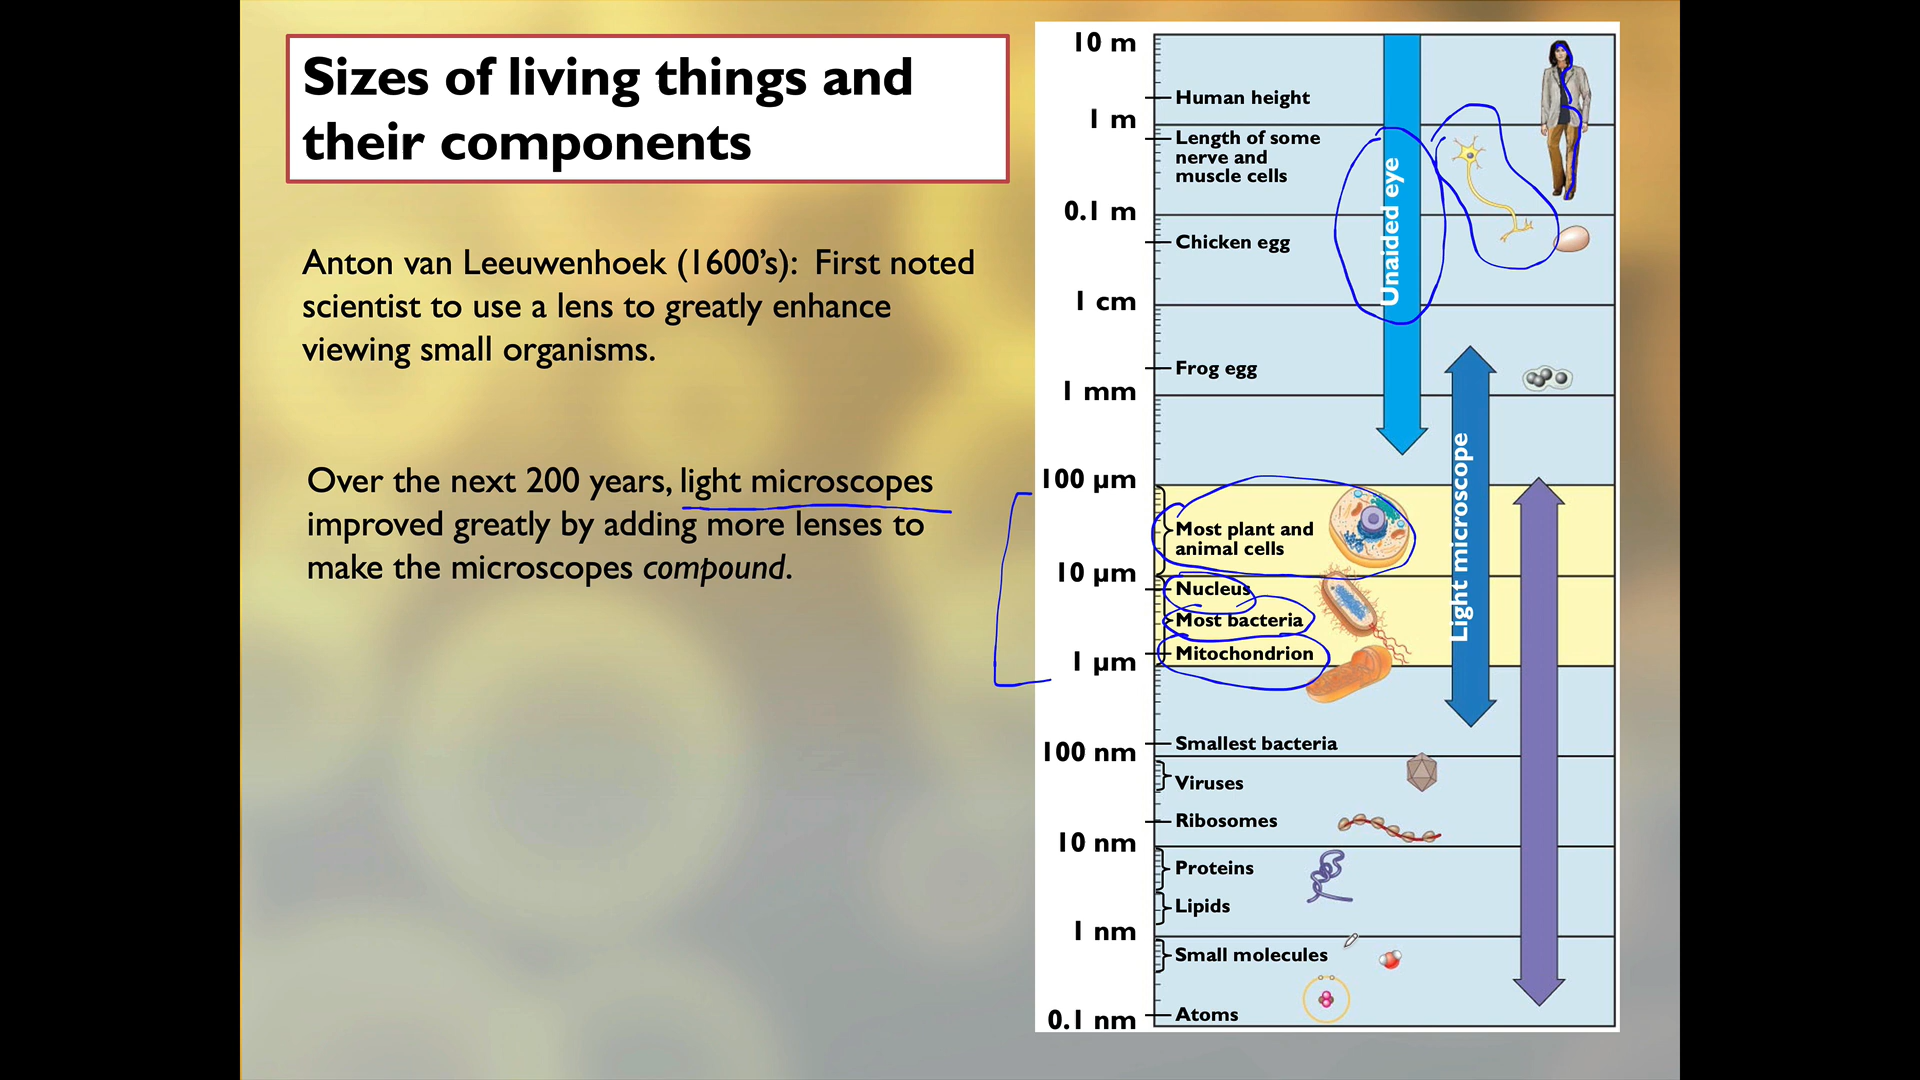 Sizes of living things and
their components
Anton van Leeuwenhoek (1600’s):  First noted
scientist to use a lens to greatly enhance
viewing small organisms.
Over the next 200 years, light microscopes
improved greatly by adding more lenses to
make the microscopes compound.
10 m
Human height
1 m
Length of some
nerve and
muscle cells
0.1 m
Chicken egg
1 cm
Frog egg
1 mm
100 µm
Most plant and
animal cells
10 µm
Nucleus
Most bacteria
Mitochondrion
1 µm
Smallest bacteria
100 nm
Viruses
Ribosomes
10 nm
Proteins
Lipids
1 nm
Small molecules
Atoms
0.1 nm
Unaided eye
Light microscope